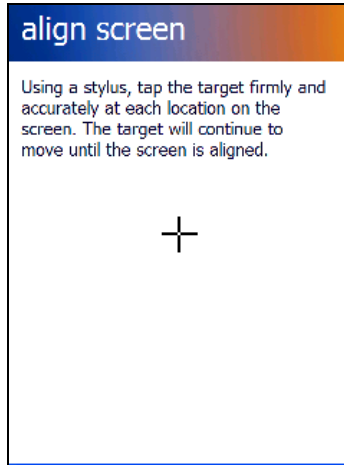 align screen
Using a stylus, tap the target firmly and
accurately at each location on the
screen. The target will continue to
move until the screen is aligned.